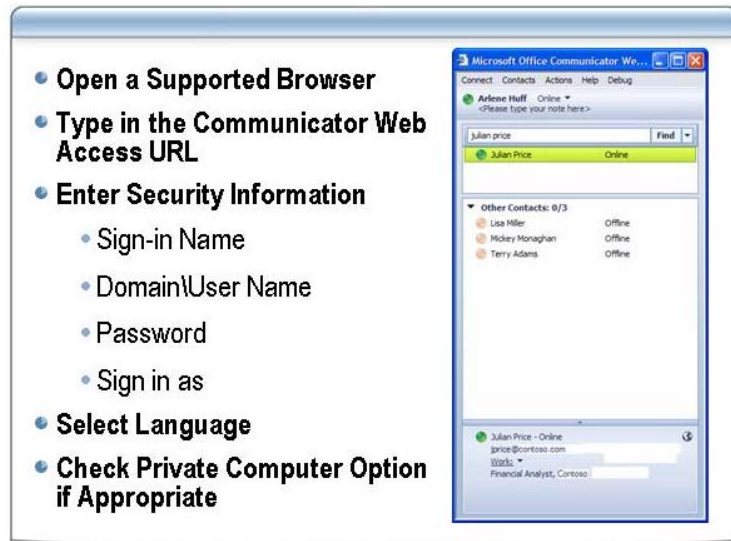 Open a Supported Browser
Type in the Communicator Web
Access URL
Enter Security Information
Sign-in Name
Domain\User Name
Password
Sign in as
Select Language
Check Private Computer Option
if Appropriate
Microsoft Office Communicator We...
Connect Contacts Actions Help Debug
Arlene Huff Online
<Please type your note here>
julian price Find
Julian Price Online
Other Contacts: 0/3
Lisa Miller Offline
Mickey Monaghan Offline
Terry Adams Offline
Julian Price - Online
jprice@contoso.com
Work:
Financial Analyst, Contoso